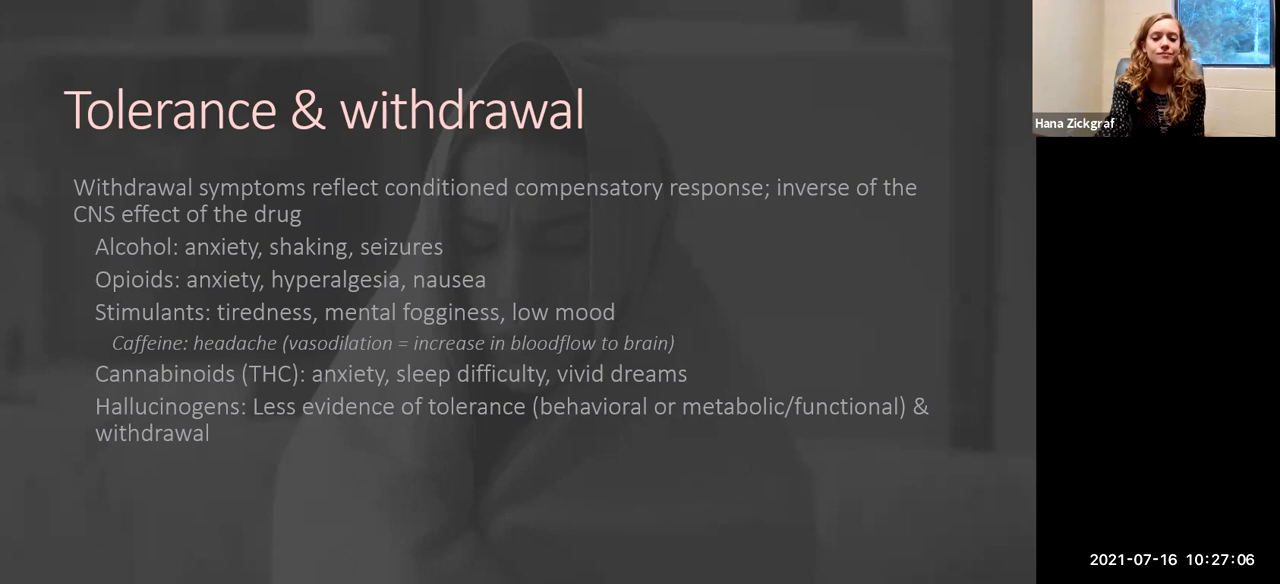 Tolerance & withdrawal
Withdrawal symptoms reflect conditioned compensatory response; inverse of the
CNS effect of the drug
Alcohol: anxiety, shaking, seizures
Opioids: anxiety, hyperalgesia, nausea
Stimulants: tiredness, mental fogginess, low mood
Caffeine: headache (vasodilation = increase in bloodflow to brain)
Cannabinoids (THC): anxiety, sleep difficulty, vivid dreams
Hallucinogens: Less evidence of tolerance (behavioral or metabolic/functional) &
withdrawal
Hana Zickgraf
2021-07-16 10:27:06